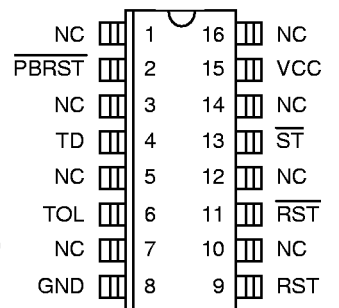 NC 1 16 NC
PBRST 2 15 VCC
NC 3 14 NC
TD 4 13 ST
NC 5 12 NC
TOL 6 11 RST
NC 7 10 NC
GND 8 9 RST